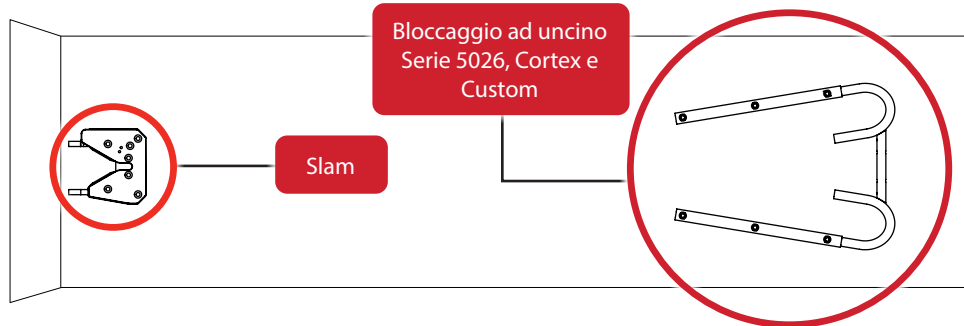 Bloccaggio ad uncino
Serie 5026, Cortex e
Custom
Slam